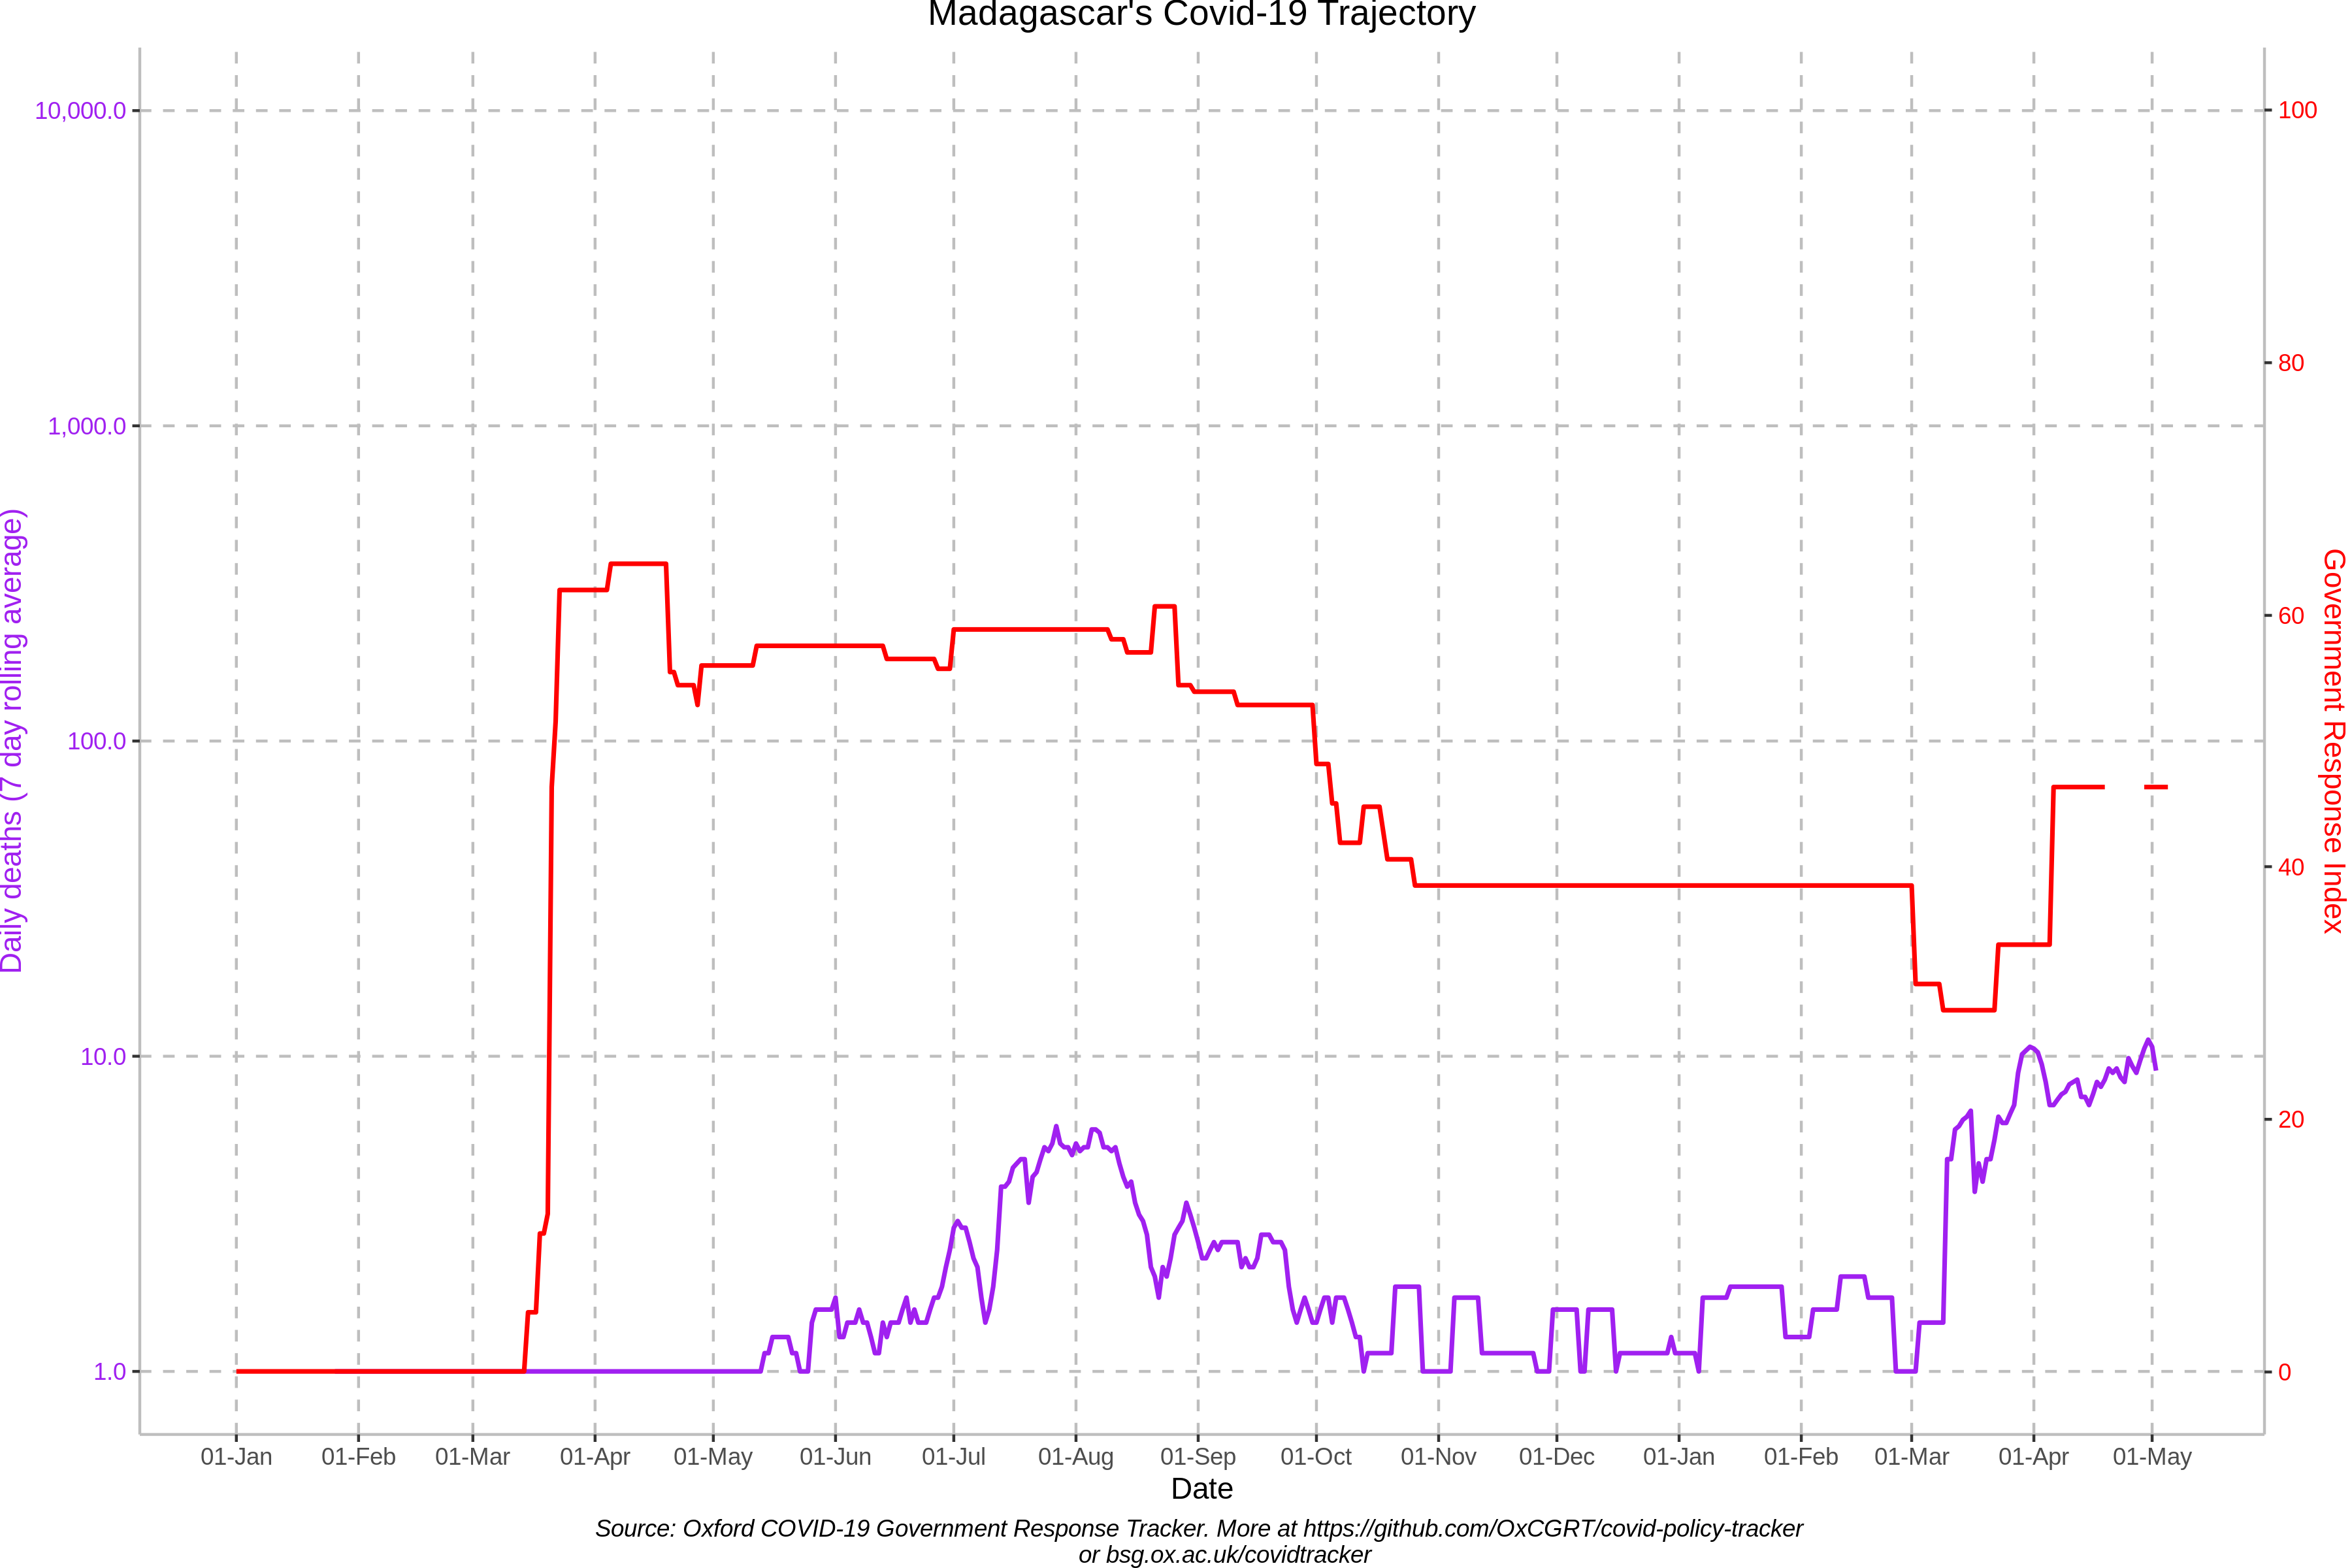 Madagascar's Covid-19 Trajectory
10,000.0
1,000.0
100.0
10.0
1.0
Daily deaths (7 day rolling average)
100
80
60
40
20
0
Government Response Index
01-Jan 01-Feb 01-Mar 01-Apr 01-May 01-Jun 01-Jul 01-Aug 01-Sep 01-Oct 01-Nov 01-Dec 01-Jan 01-Feb 01-Mar 01-Apr 01-May
Date
Source: Oxford COVID-19 Government Response Tracker. More at https://github.com/OxCGRT/covid-policy-tracker
or bsg.ox.ac.uk/covidtracker